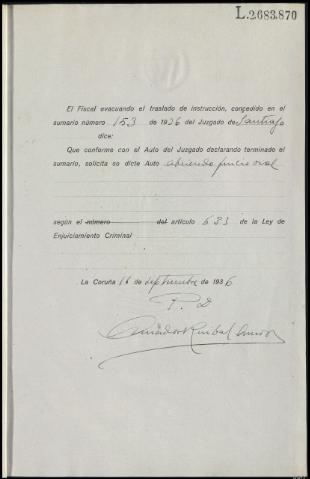 L.2683.870
El Fiscal evacuando el traslado de instrucción, concedido en el
sumario número 153 de 1936 del Juzgado de Santiago
dice:
Que conforme con el Auto del Juzgado declarando terminado el
sumario, solicita se dicte Auto abriendo juicio oral
según el número del artículo 633 de la Ley de
Enjuiciamiento Criminal
La Coruña 16 de septiembre de 1936
P. D
Amador